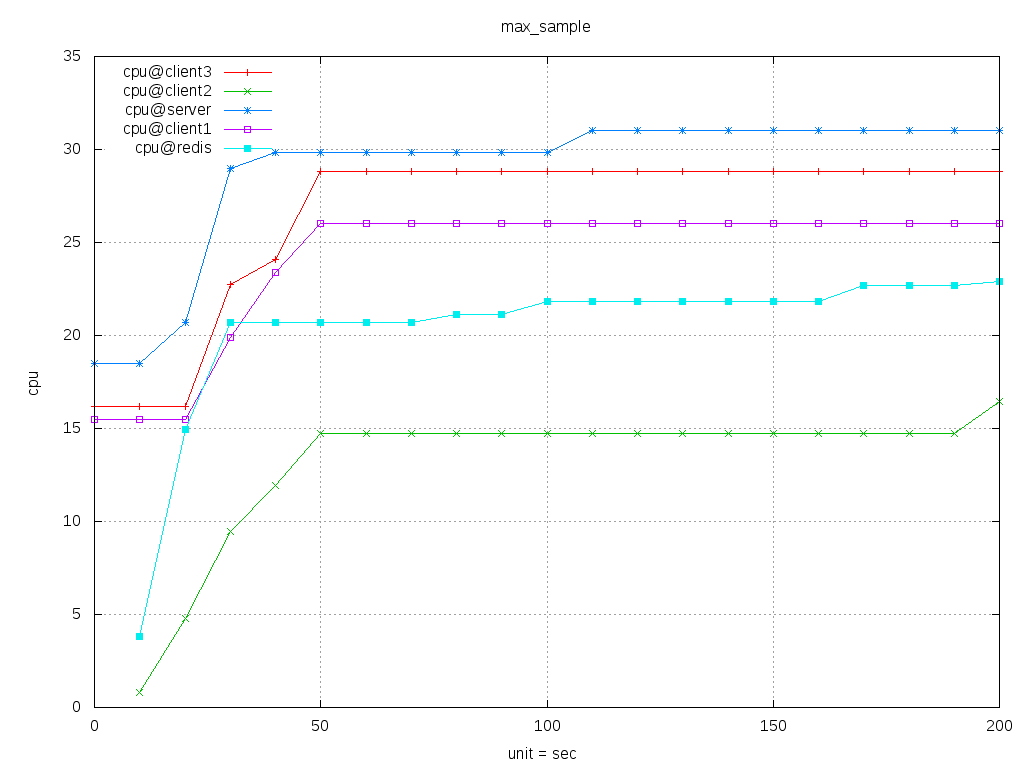 max_sample
35
30
25
20
15
10
5
0
cpu
cpu@client3
cpu@client2
cpu@server
cpu@client1
cpu@redis
0 50 100 150 200
unit = sec